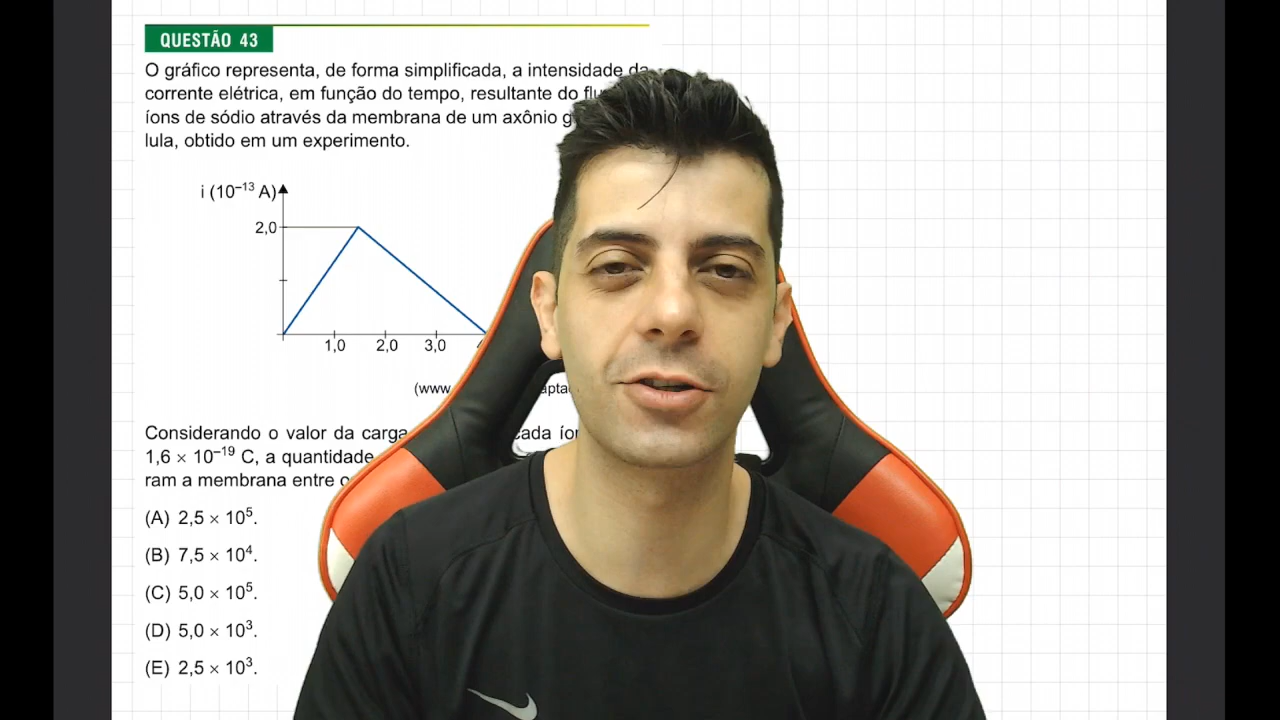 QUESTÃO 43
O gráfico representa, de forma simplificada, a intensidade da
corrente elétrica, em função do tempo, resultante do
íons de sódio através da membrana de um axônio
lula, obtido em um experimento.
i (10⁻¹³ A)
2,0
1,0 2,0 3,0
(www
Considerando o valor da carga cada
1,6 × 10⁻¹⁹ C, a quantidade
ram a membrana entre
(A) 2,5 × 10⁵.
(B) 7,5 × 10⁴.
(C) 5,0 × 10⁵.
(D) 5,0 × 10³.
(E) 2,5 × 10³.